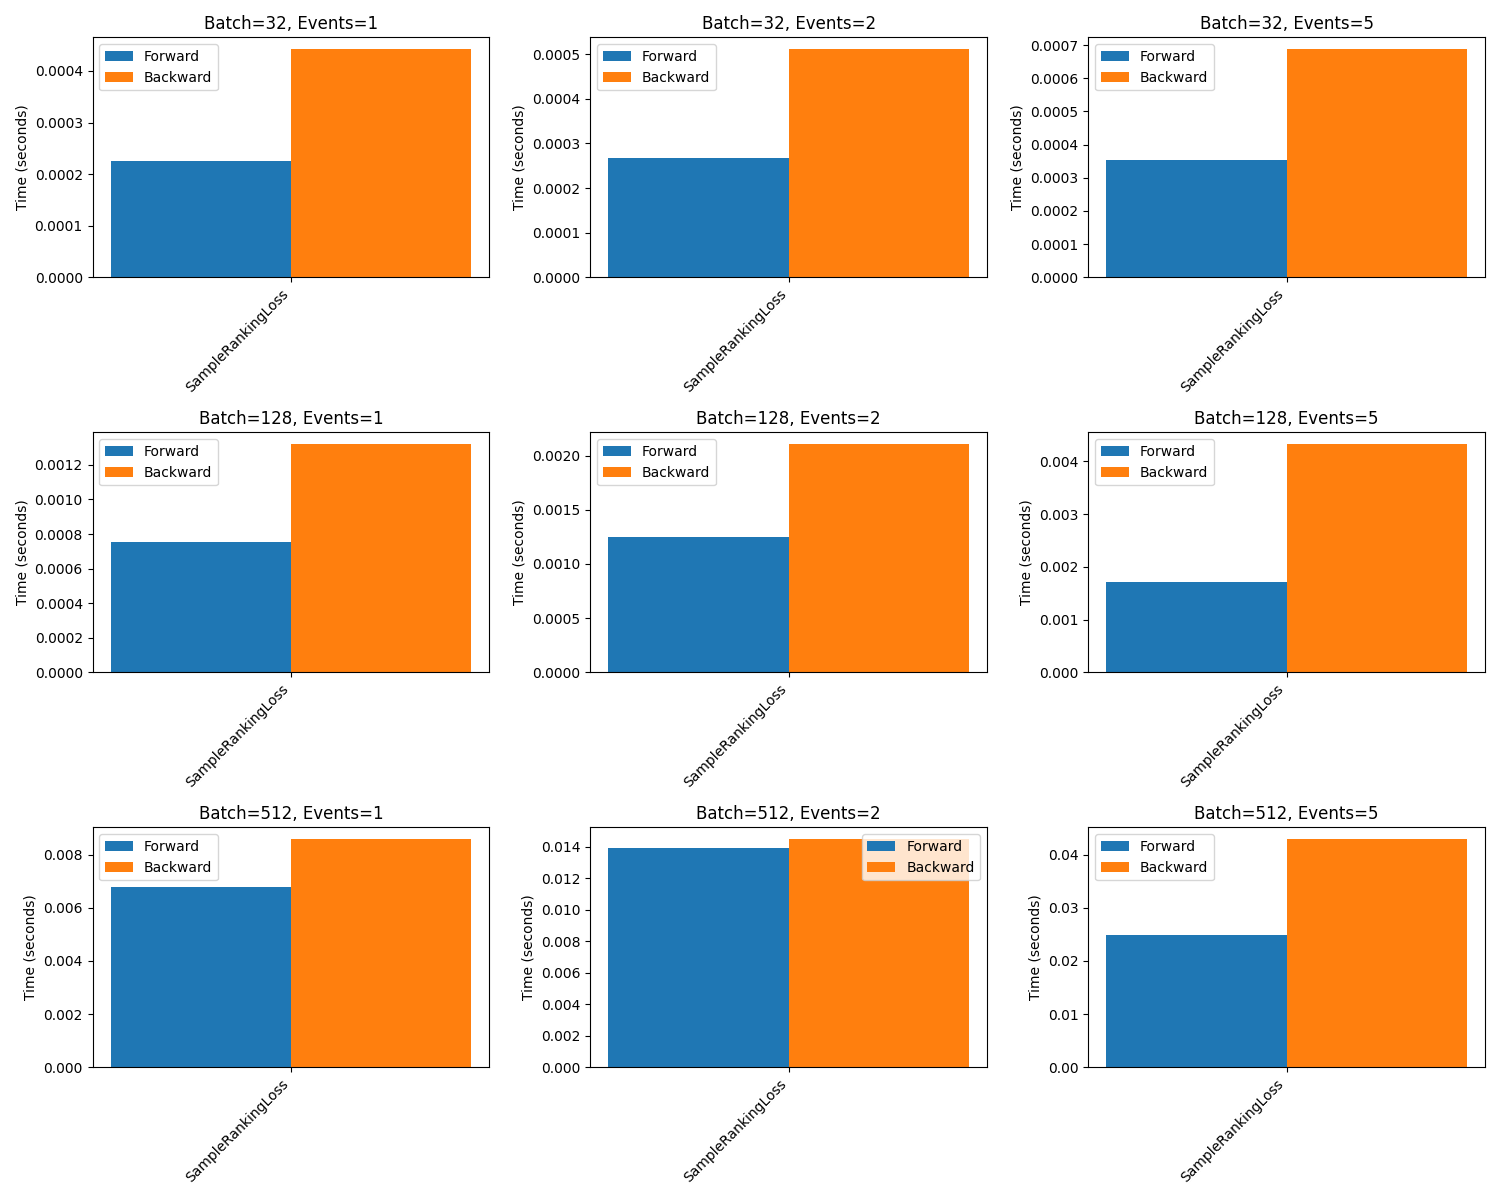 Batch=32, Events=1
Time (seconds)
0.0004
0.0003
0.0002
0.0001
0.0000
Forward
Backward
SampleRankingLoss
Batch=32, Events=2
Time (seconds)
0.0005
0.0004
0.0003
0.0002
0.0001
0.0000
Forward
Backward
SampleRankingLoss
Batch=32, Events=5
Time (seconds)
0.0007
0.0006
0.0005
0.0004
0.0003
0.0002
0.0001
0.0000
Forward
Backward
SampleRankingLoss
Batch=128, Events=1
Time (seconds)
0.0012
0.0010
0.0008
0.0006
0.0004
0.0002
0.0000
Forward
Backward
SampleRankingLoss
Batch=128, Events=2
Time (seconds)
0.0020
0.0015
0.0010
0.0005
0.0000
Forward
Backward
SampleRankingLoss
Batch=128, Events=5
Time (seconds)
0.004
0.003
0.002
0.001
0.000
Forward
Backward
SampleRankingLoss
Batch=512, Events=1
Time (seconds)
0.008
0.006
0.004
0.002
0.000
Forward
Backward
SampleRankingLoss
Batch=512, Events=2
Time (seconds)
0.014
0.012
0.010
0.008
0.006
0.004
0.002
0.000
Forward
Backward
SampleRankingLoss
Batch=512, Events=5
Time (seconds)
0.04
0.03
0.02
0.01
0.00
Forward
Backward
SampleRankingLoss